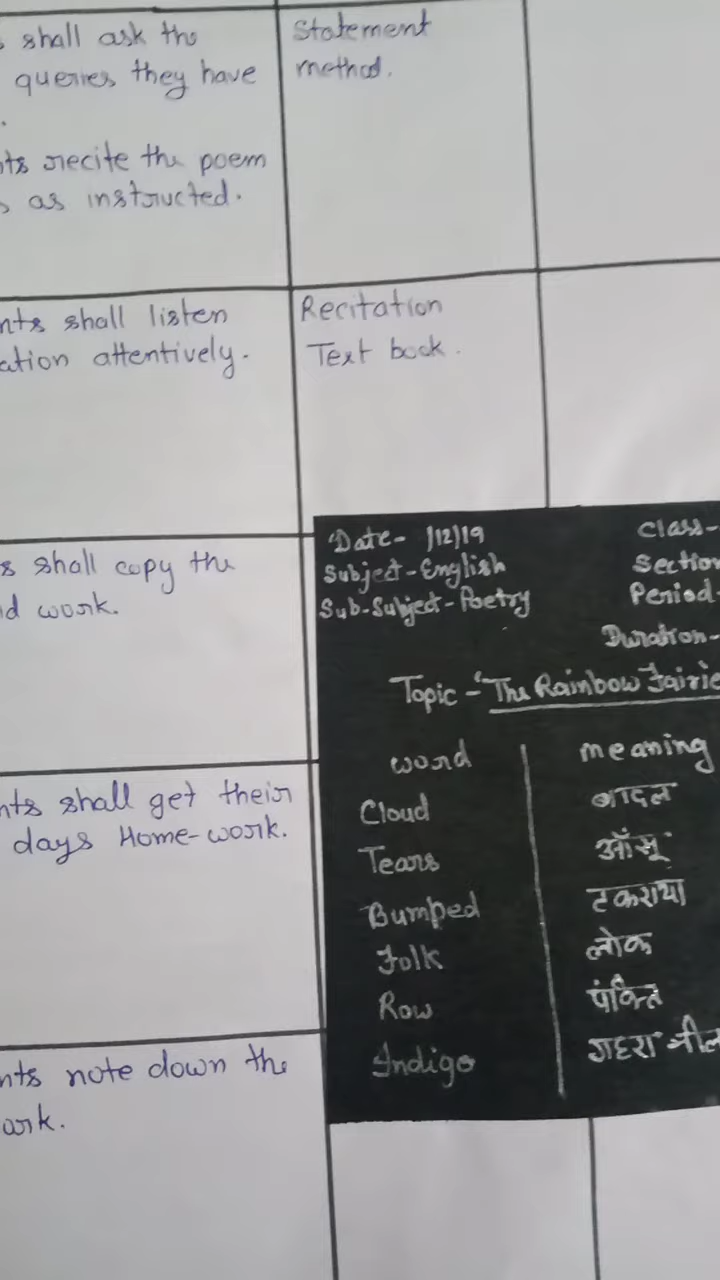 shall ask the
queries they have
.
nts recite the poem
s as instructed.
Statement
method.
nts shall listen
ation attentively.
Recitation
Text book.
s shall copy the
d work.
nts shall get their
days Home-work.
nts note down the
ork.
Date- /12/19
Subject-English
Sub-Subject-Poetry
Class-
Section
Period-
Duration-
Topic-'The Rainbow Fairie
word meaning
Cloud बादल
Tears आँसू
Bumped टकराया
Folk लोक
Row पंक्ति
Indigo गहरा नील